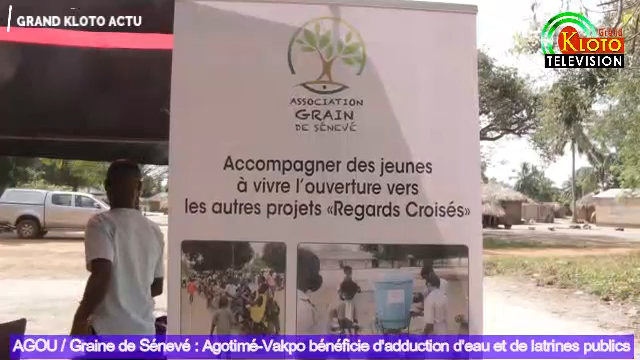 GRAND KLOTO ACTU
Grand
KLOTO
TELEVISION
ASSOCIATION
GRAIN
DE SÉNEVÉ
Accompagner des jeunes
à vivre l'ouverture vers
les autres projets «Regards Croisés»
AGOU / Graine de Sénevé : Agotimé-Vakpo bénéficie d'adduction d'eau et de latrines publics